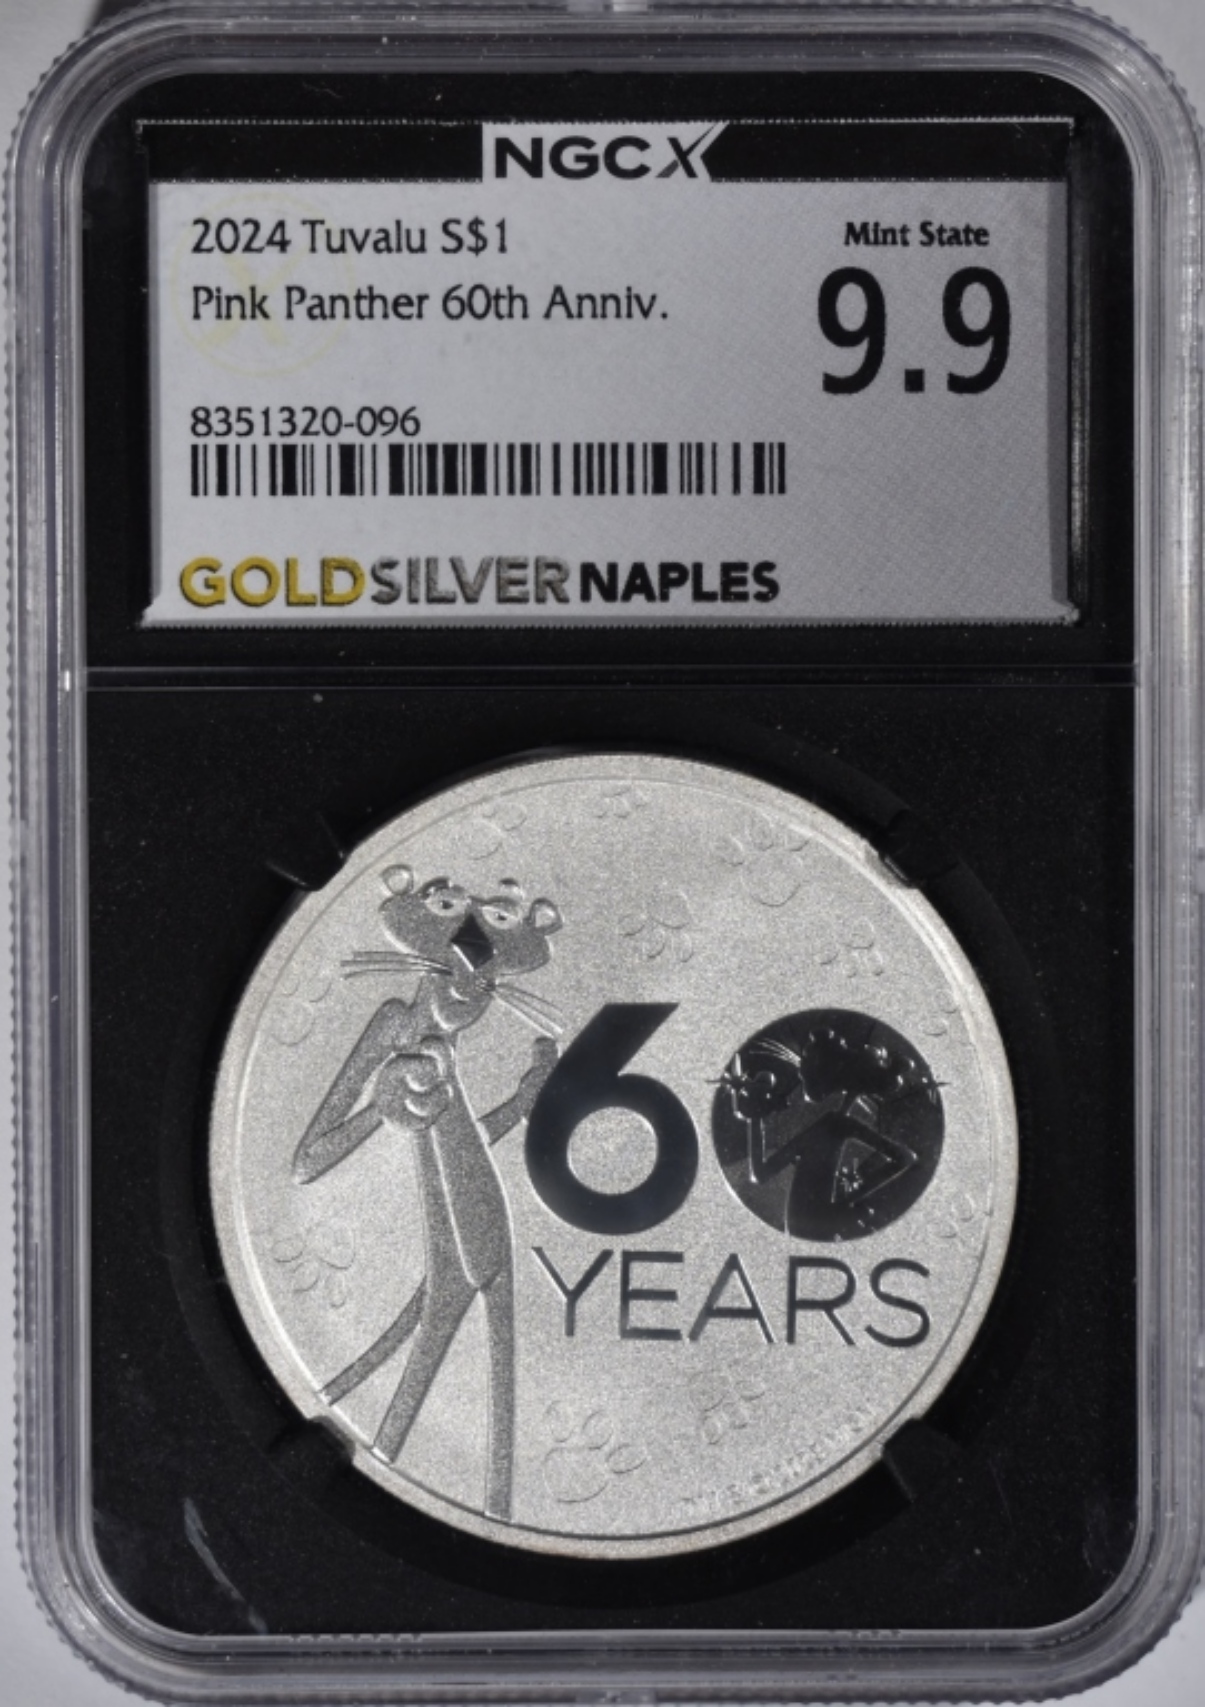 NGCX
2024 Tuvalu S$1
Pink Panther 60th Anniv.
Mint State
9.9
8351320-096
GOLDSILVERNAPLES
60
YEARS